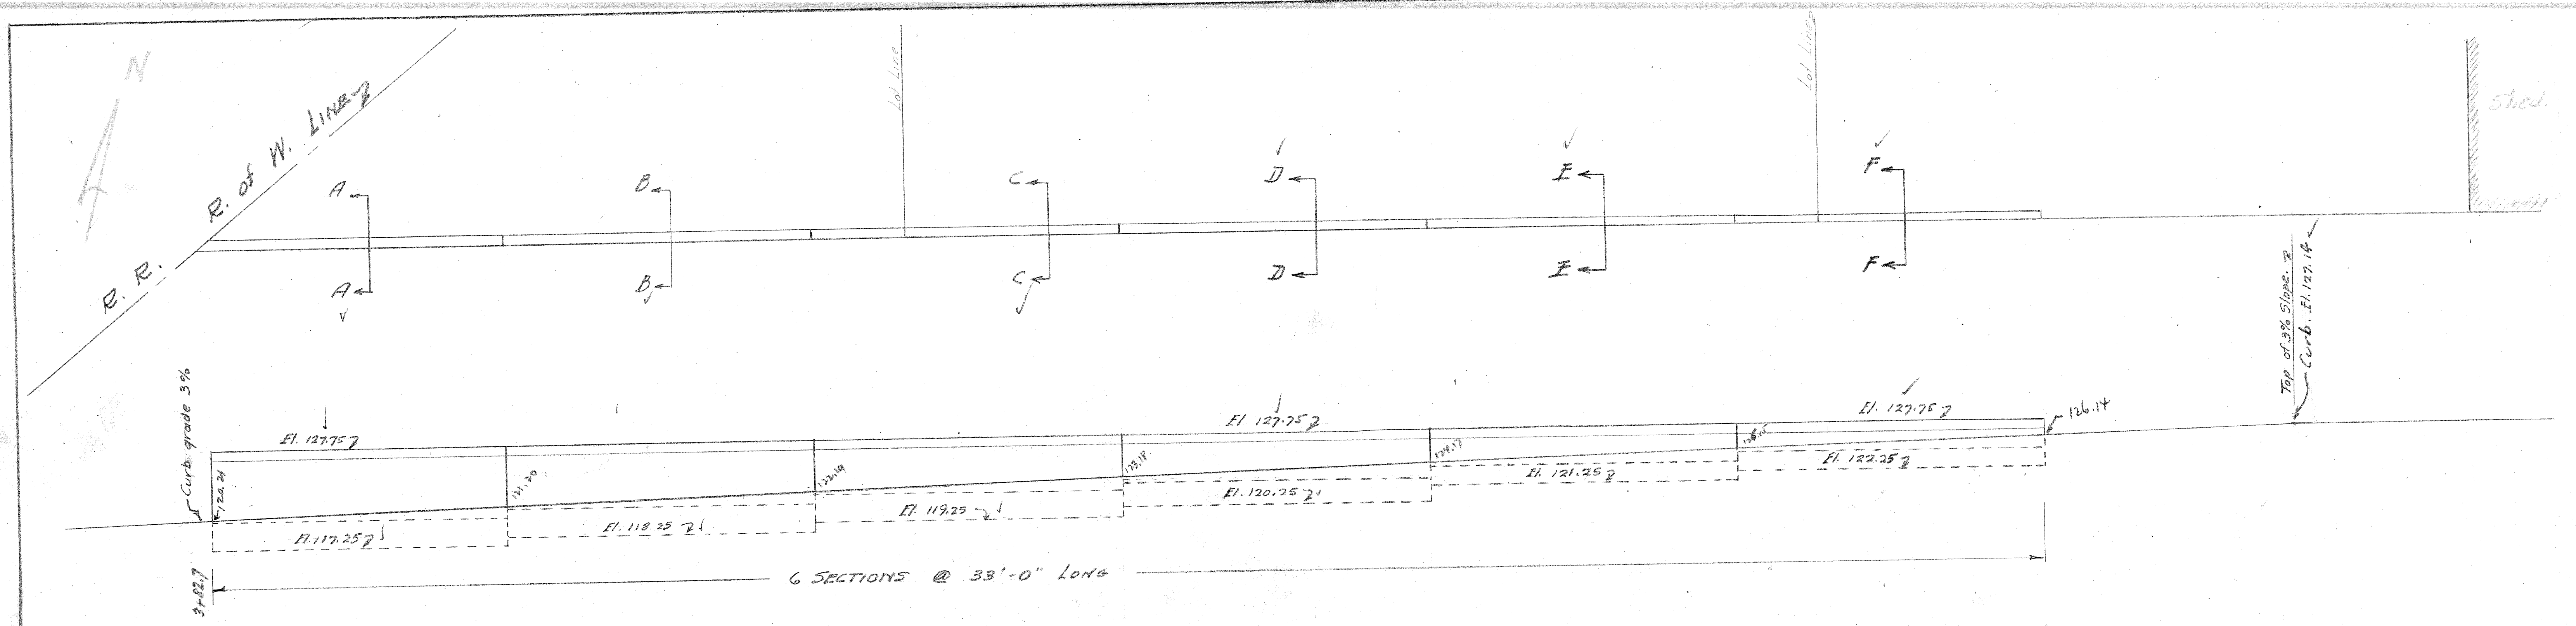 N
R. R. R. of W. LINE
Lot Line
Lot Line
Shed.
A
B
C
D
E
F
A
B
C
D
E
F
Top of 3% Slope.
Curb. El. 127.14
Curb grade 3%
El. 127.75
El. 127.75
El. 127.75
126.14
120.21
121.20
122.19
123.18
124.17
El. 117.25
El. 118.25
El. 119.25
El. 120.25
El. 121.25
El. 122.25
3+82.7
6 SECTIONS @ 33'-0" LONG